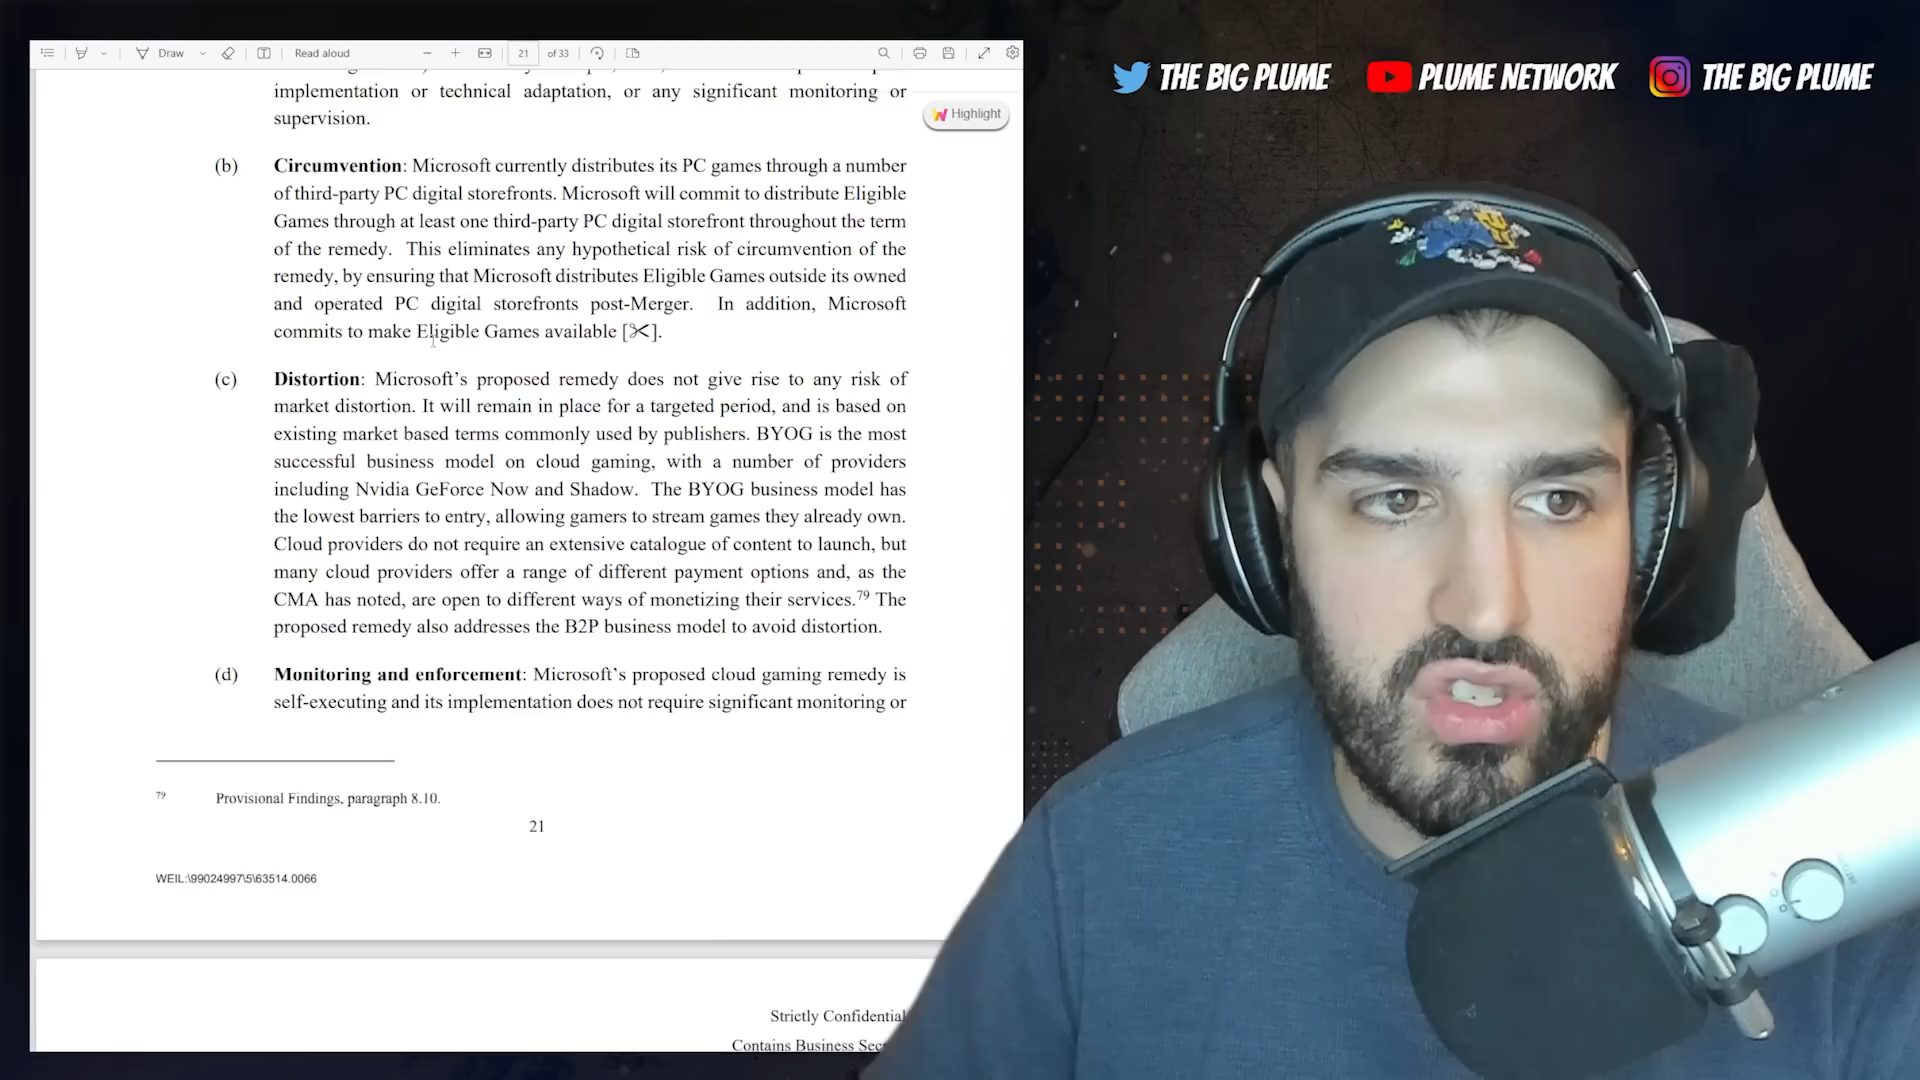 Draw
Read aloud
21 of 33
THE BIG PLUME
PLUME NETWORK
THE BIG PLUME
Highlight
implementation or technical adaptation, or any significant monitoring or
supervision.
(b) Circumvention: Microsoft currently distributes its PC games through a number
of third-party PC digital storefronts. Microsoft will commit to distribute Eligible
Games through at least one third-party PC digital storefront throughout the term
of the remedy. This eliminates any hypothetical risk of circumvention of the
remedy, by ensuring that Microsoft distributes Eligible Games outside its owned
and operated PC digital storefronts post-Merger. In addition, Microsoft
commits to make Eligible Games available [✂].
(c) Distortion: Microsoft’s proposed remedy does not give rise to any risk of
market distortion. It will remain in place for a targeted period, and is based on
existing market based terms commonly used by publishers. BYOG is the most
successful business model on cloud gaming, with a number of providers
including Nvidia GeForce Now and Shadow. The BYOG business model has
the lowest barriers to entry, allowing gamers to stream games they already own.
Cloud providers do not require an extensive catalogue of content to launch, but
many cloud providers offer a range of different payment options and, as the
CMA has noted, are open to different ways of monetizing their services.79 The
proposed remedy also addresses the B2P business model to avoid distortion.
(d) Monitoring and enforcement: Microsoft’s proposed cloud gaming remedy is
self-executing and its implementation does not require significant monitoring or
79 Provisional Findings, paragraph 8.10.
21
WEIL:\99024997\5\63514.0066
Strictly Confidential
Contains Business Sec